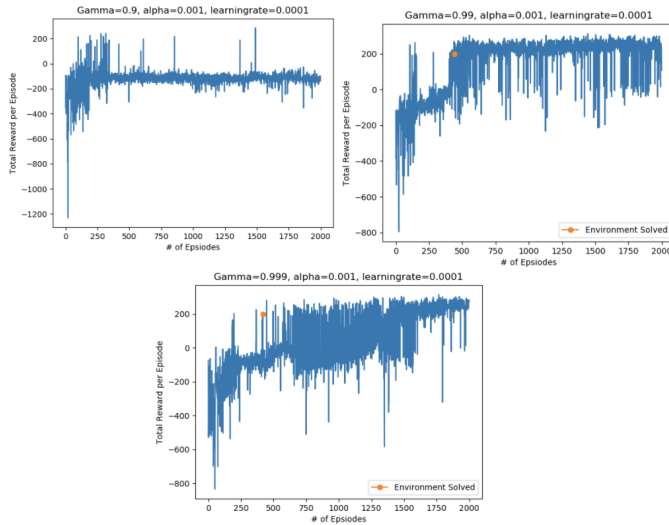 Gamma=0.9, alpha=0.001, learningrate=0.0001
200
0
−200
−400
−600
−800
−1000
−1200
Total Reward per Episode
0 250 500 750 1000 1250 1500 1750 2000
# of Epsiodes
Gamma=0.99, alpha=0.001, learningrate=0.0001
200
0
−200
−400
−600
−800
Total Reward per Episode
Environment Solved
0 250 500 750 1000 1250 1500 1750 2000
# of Epsiodes
Gamma=0.999, alpha=0.001, learningrate=0.0001
200
0
−200
−400
−600
−800
Total Reward per Episode
Environment Solved
0 250 500 750 1000 1250 1500 1750 2000
# of Epsiodes